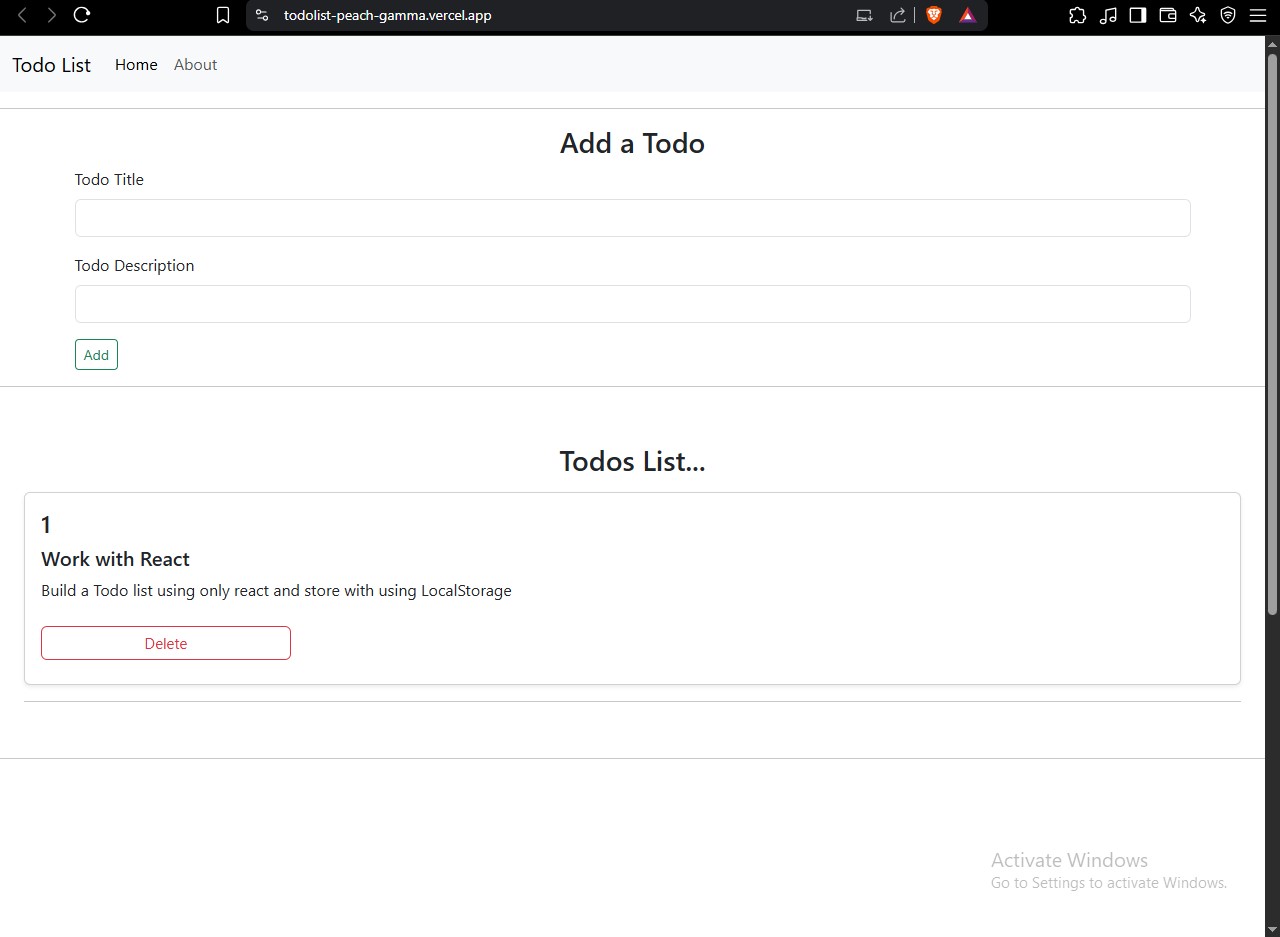 todolist-peach-gamma.vercel.app
Todo List Home About
Add a Todo
Todo Title
Todo Description
Add
Todos List...
1
Work with React
Build a Todo list using only react and store with using LocalStorage
Delete
Activate Windows
Go to Settings to activate Windows.